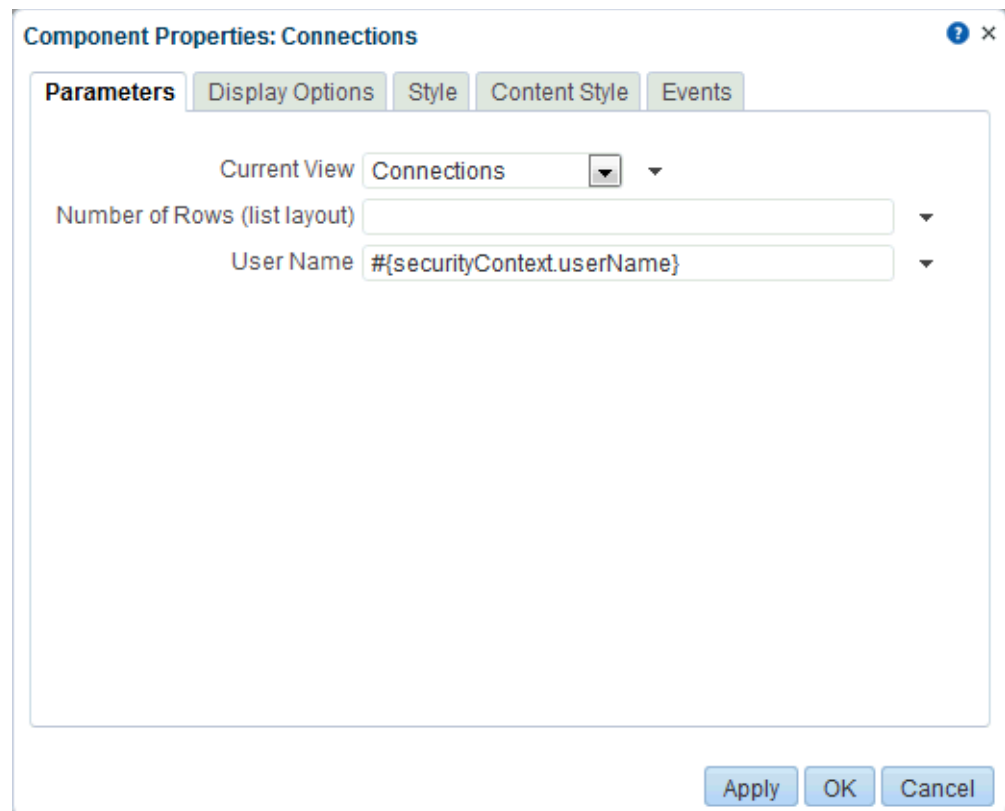 Component Properties: Connections
Parameters Display Options Style Content Style Events
Current View Connections
Number of Rows (list layout)
User Name #{securityContext.userName}
Apply OK Cancel